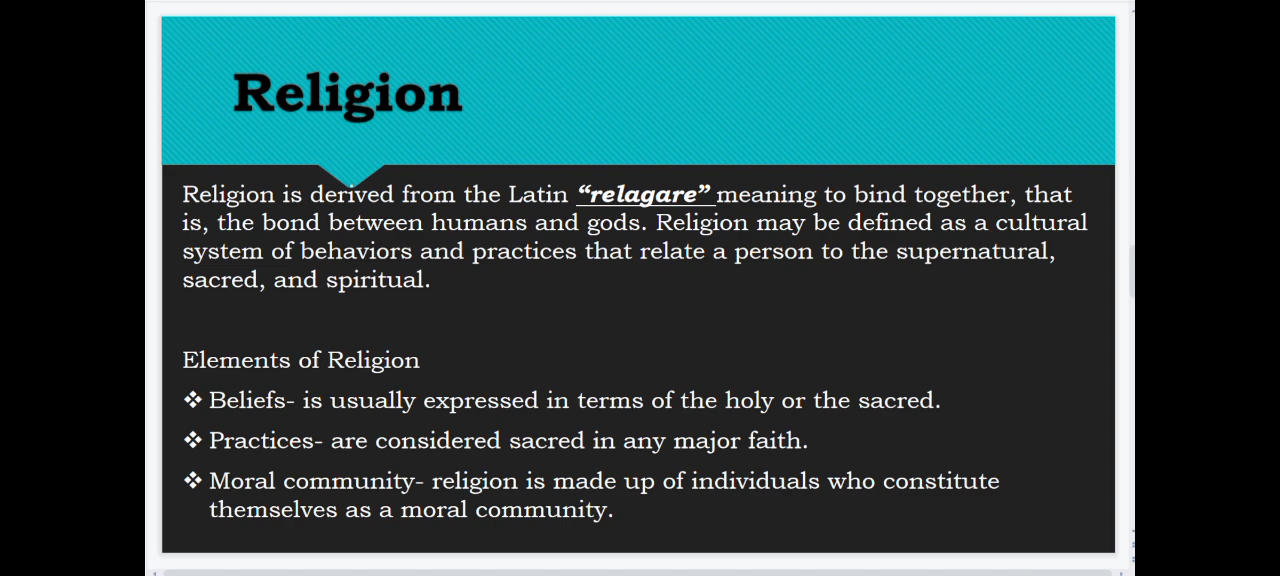 Religion
Religion is derived from the Latin “relagare” meaning to bind together, that
is, the bond between humans and gods. Religion may be defined as a cultural
system of behaviors and practices that relate a person to the supernatural,
sacred, and spiritual.
Elements of Religion
❖ Beliefs- is usually expressed in terms of the holy or the sacred.
❖ Practices- are considered sacred in any major faith.
❖ Moral community- religion is made up of individuals who constitute
themselves as a moral community.